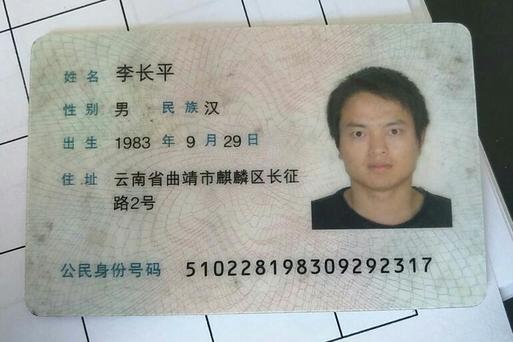 姓名 李长平
性别 男 民族 汉
出生 1983 年 9 月 29 日
住址 云南省曲靖市麒麟区长征
路2号
公民身份号码 510228198309292317